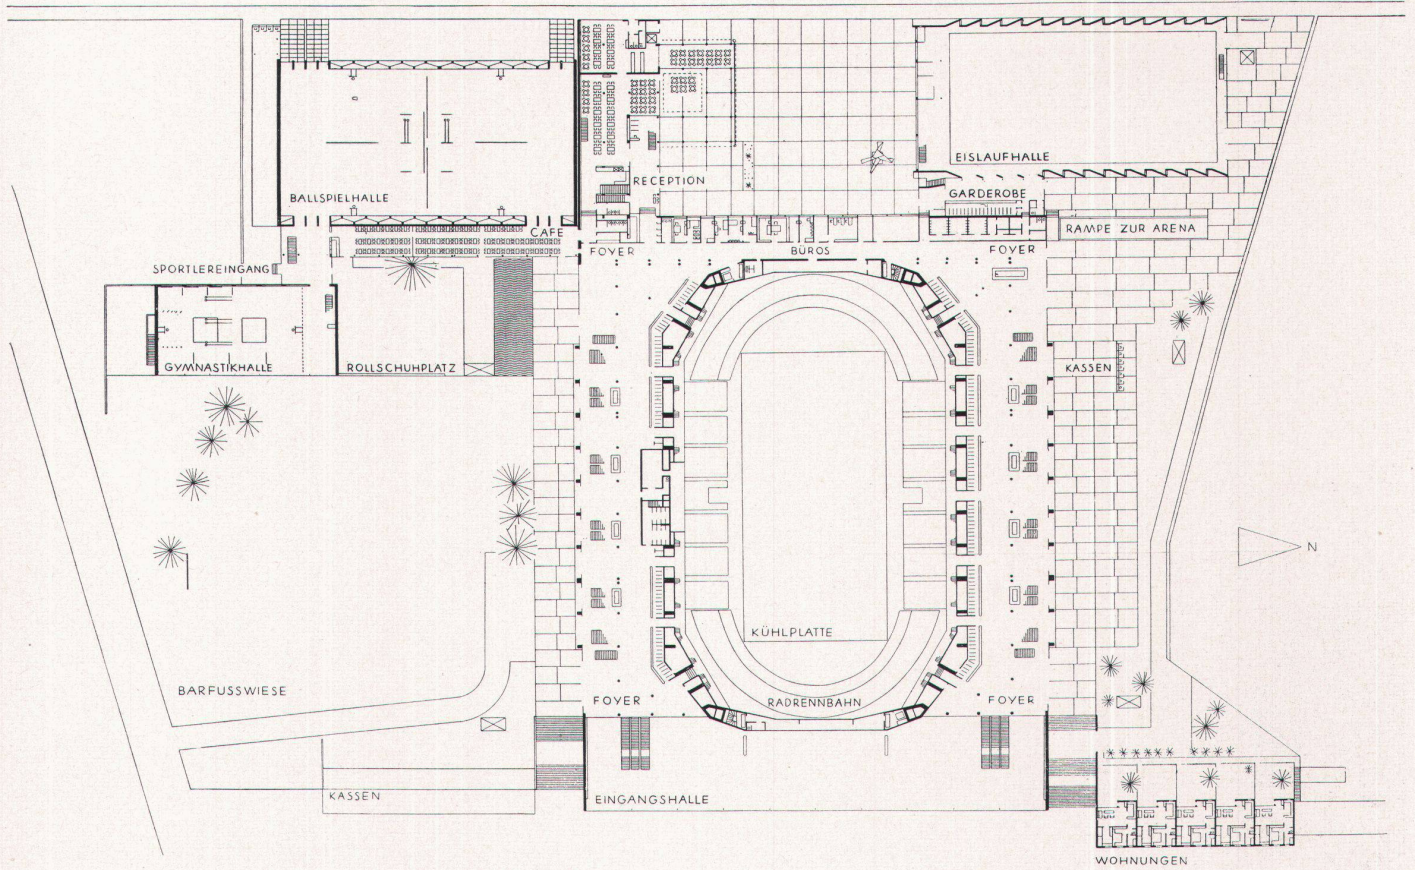 EISLAUFHALLE
RECEPTION
BALLSPIELHALLE
GARDEROBE
CAFE
RAMPE ZUR ARENA
FOYER
BÜROS
FOYER
SPORTLEREINGANG
GYMNASTIKHALLE
ROLLSCHUHPLATZ
KASSEN
N
KÜHLPLATTE
BARFUSSWIESE
FOYER
RADRENNBAHN
FOYER
KASSEN
EINGANGSHALLE
WOHNUNGEN